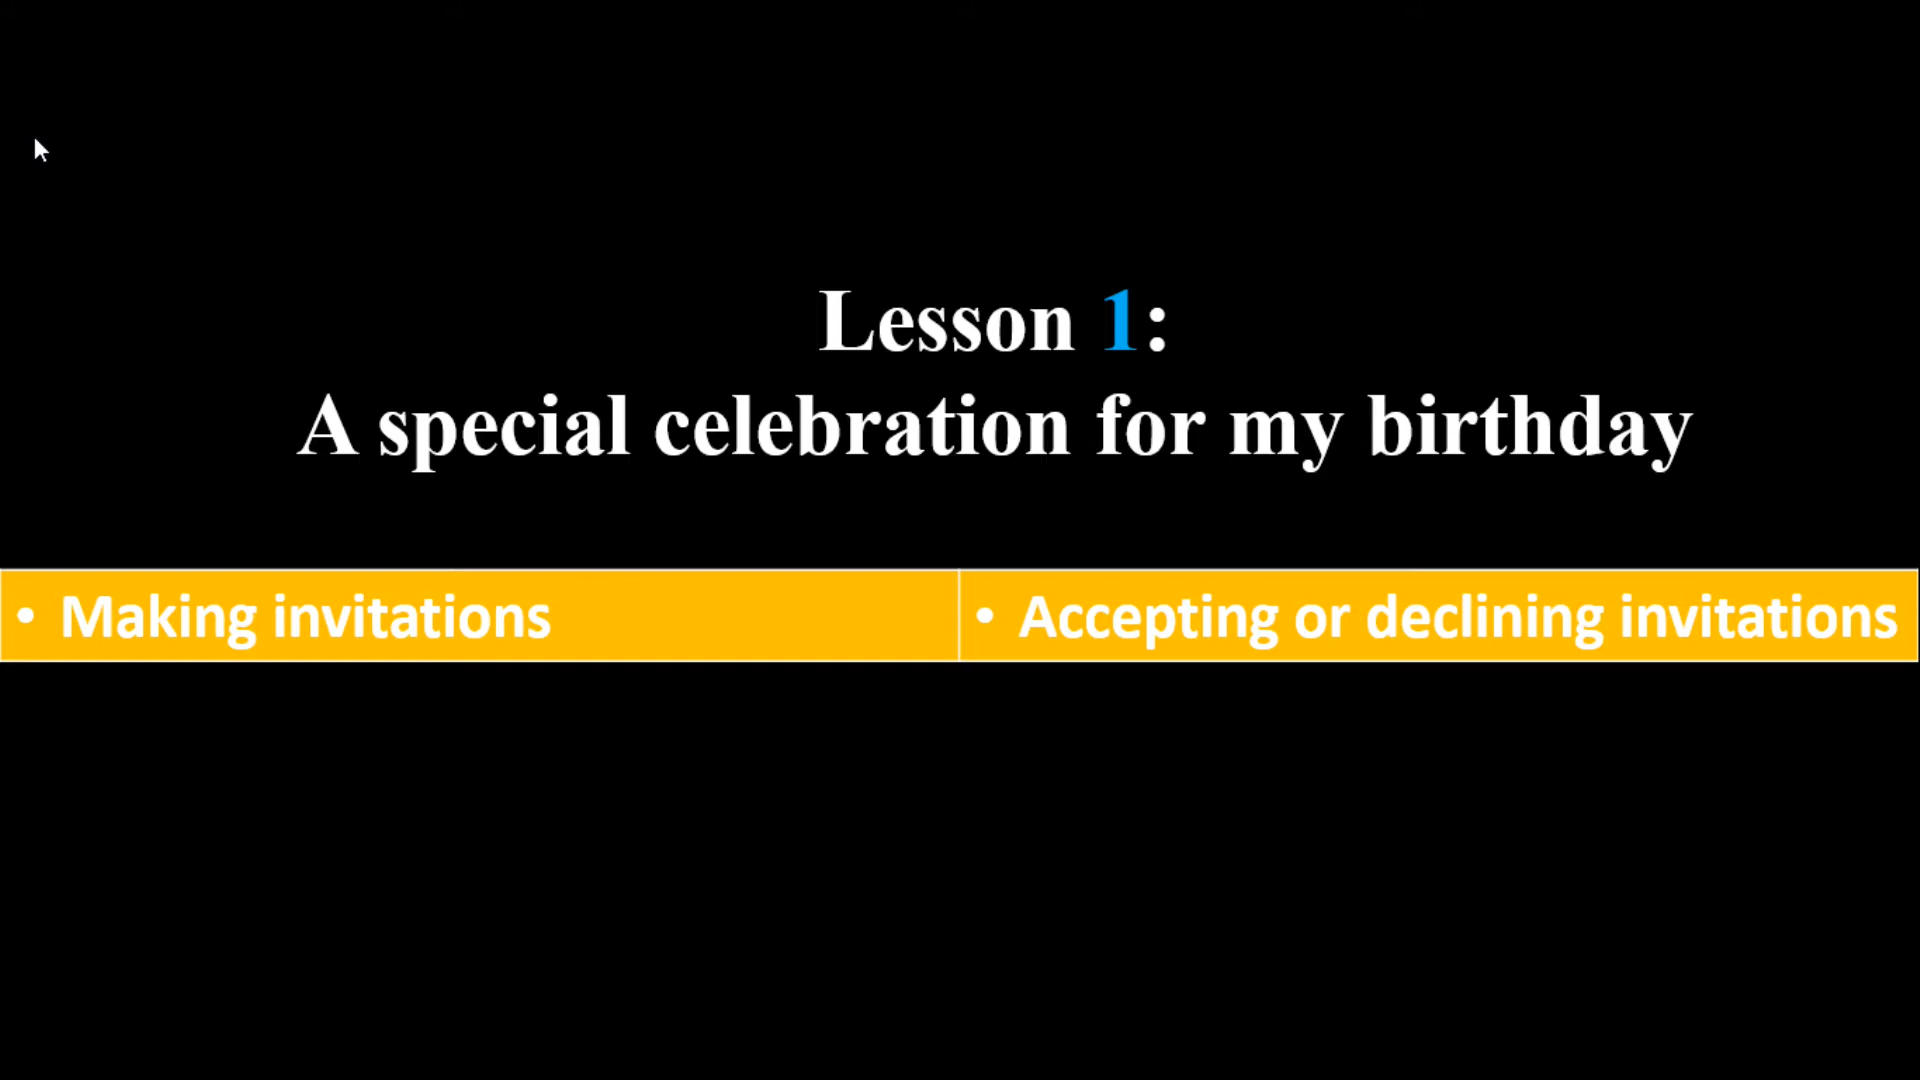 Lesson 1:
A special celebration for my birthday
• Making invitations
• Accepting or declining invitations